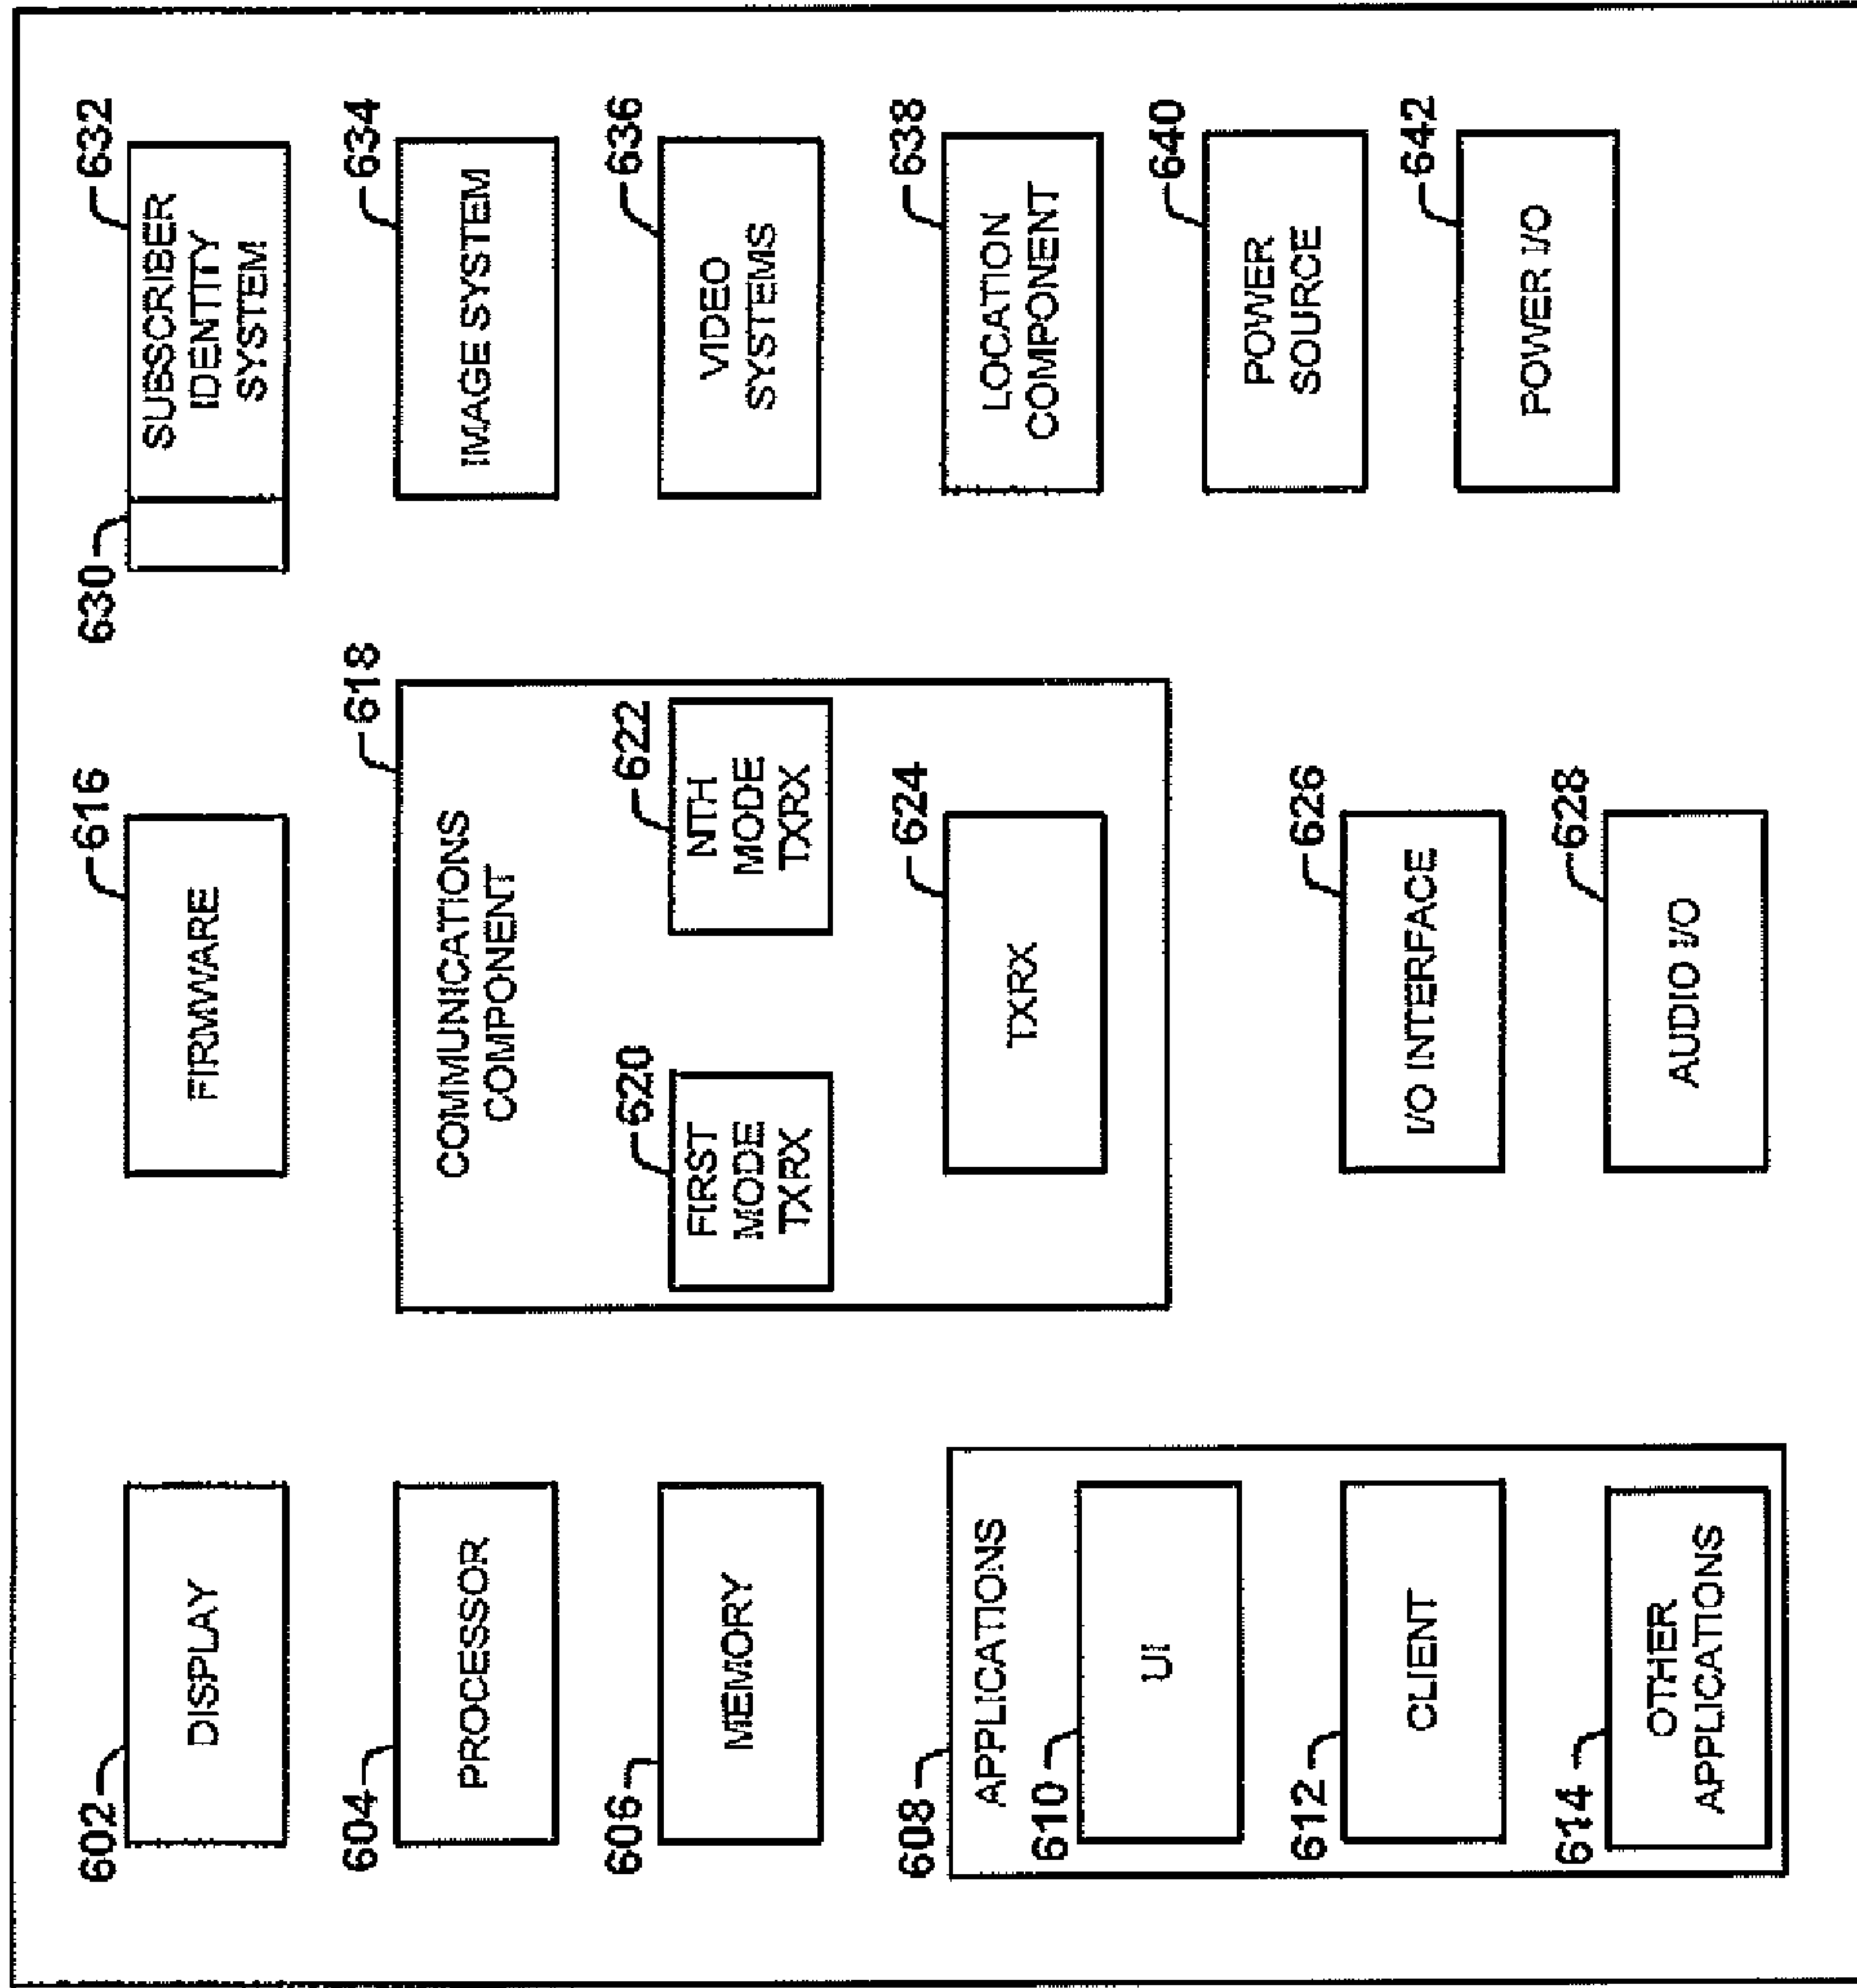 602
DISPLAY
604
PROCESSOR
606
MEMORY
608
APPLICATIONS
610
UI
612
CLIENT
614
OTHER
APPLICATIONS
616
FIRMWARE
618
COMMUNICATIONS
COMPONENT
620
FIRST
MODE
TXRX
622
NTH
MODE
TXRX
624
TXRX
626
I/O INTERFACE
628
AUDIO I/O
630
632
SUBSCRIBER
IDENTITY
SYSTEM
634
IMAGE SYSTEM
636
VIDEO
SYSTEMS
638
LOCATION
COMPONENT
640
POWER
SOURCE
642
POWER I/O